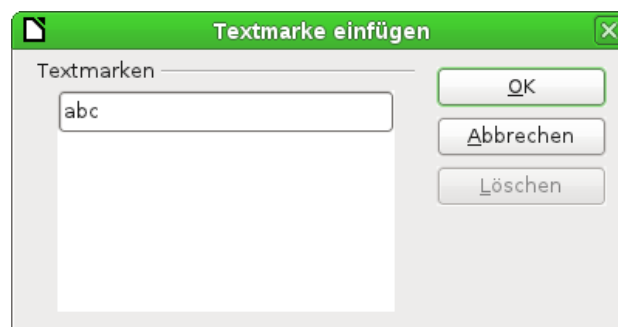 Textmarke einfügen
Textmarken
abc
OK
Abbrechen
Löschen